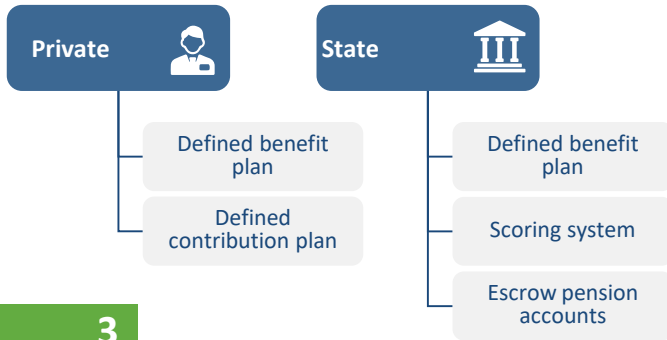 Private
Defined benefit
plan
Defined
contribution plan
State
Defined benefit
plan
Scoring system
Escrow pension
accounts
3